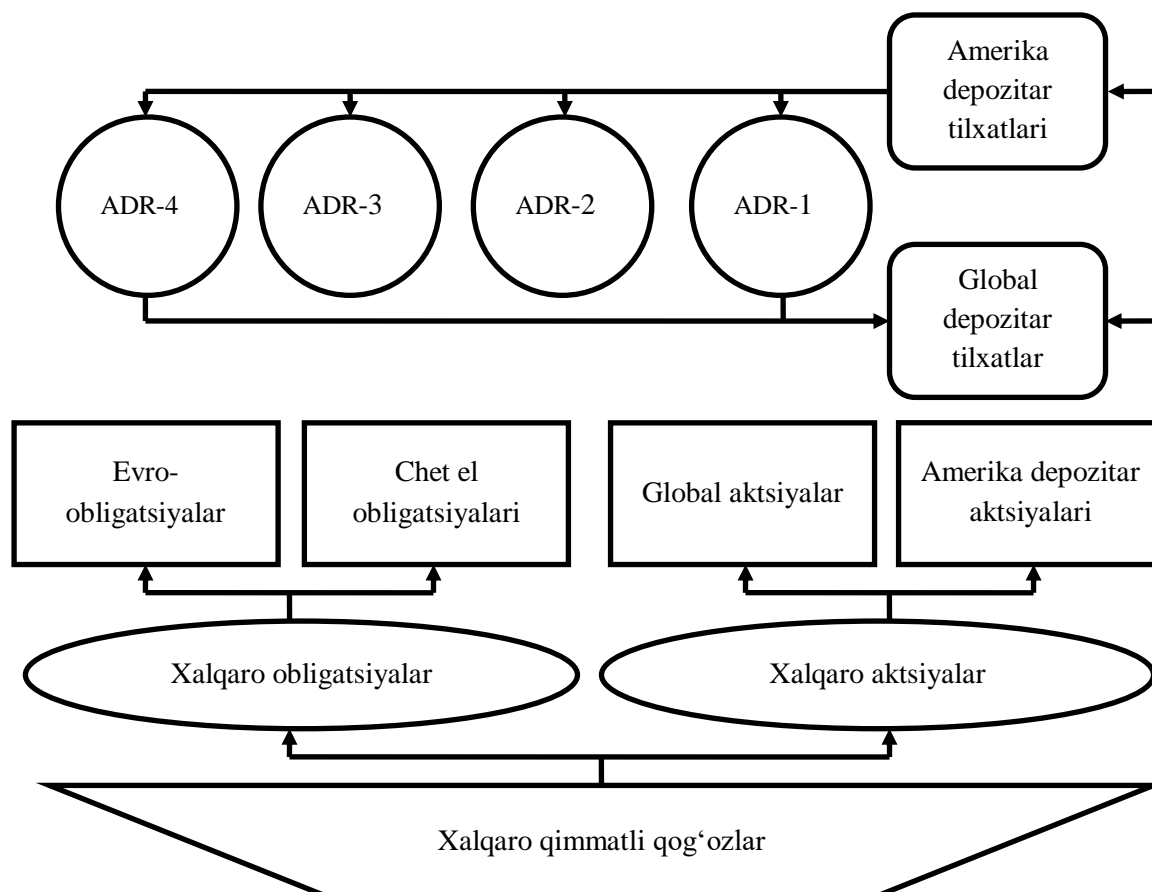 Amerika
depozitar
tilxatlari
ADR-4
ADR-3
ADR-2
ADR-1
Global
depozitar
tilxatlar
Evro-
obligatsiyalar
Chet el
obligatsiyalari
Global aktsiyalar
Amerika depozitar
aktsiyalari
Xalqaro obligatsiyalar
Xalqaro aktsiyalar
Xalqaro qimmatli qog‘ozlar